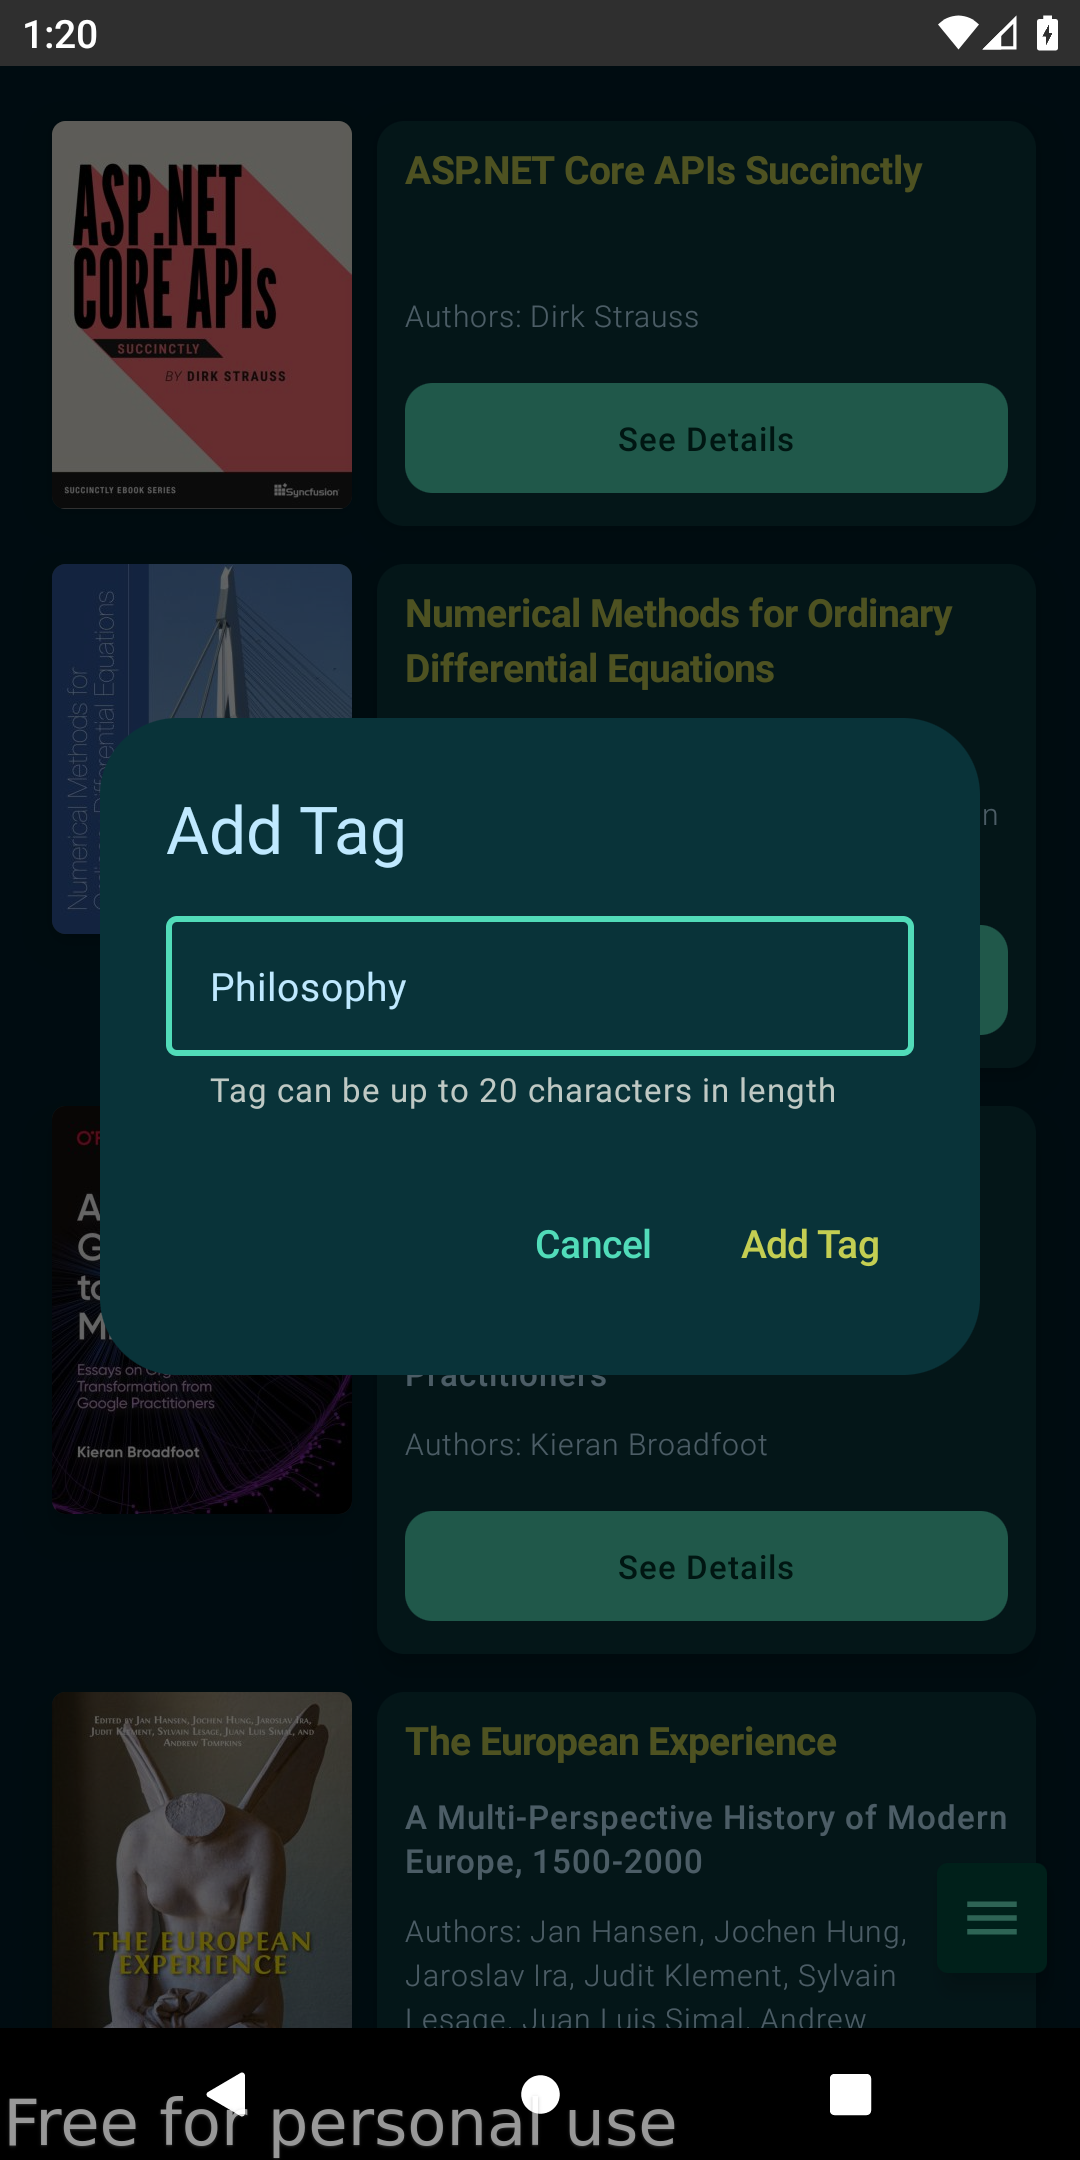 1:20
ASP.NET
CORE APIs
SUCCINCTLY
BY DIRK STRAUSS
SUCCINCTLY EBOOK SERIES
Syncfusion
ASP.NET Core APIs Succinctly
Authors: Dirk Strauss
See Details
Numerical Methods for
Differential Equations
Numerical Methods for Ordinary
Differential Equations
n
Add Tag
Philosophy
Tag can be up to 20 characters in length
Cancel
Add Tag
A
G
to
M
Essays on
Transformation from
Google Practitioners
Kieran Broadfoot
Practitioners
Authors: Kieran Broadfoot
See Details
EDITED BY JAN HANSEN, JOCHEN HUNG, JAROSLAV IRA,
JUDIT KLEMENT, SYLVAIN LESAGE, JUAN LUIS SIMAL, AND
ANDREW TOMPKINS
THE EUROPEAN
EXPERIENCE
The European Experience
A Multi-Perspective History of Modern
Europe, 1500-2000
Authors: Jan Hansen, Jochen Hung,
Jaroslav Ira, Judit Klement, Sylvain
Lesage, Juan Luis Simal, Andrew
Free for personal use